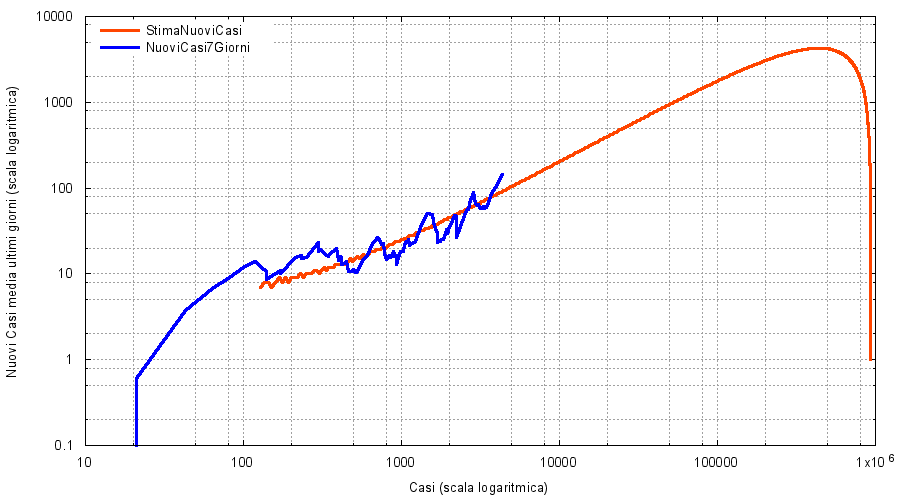 10000
1000
100
10
1
0.1
Nuovi Casi media ultimi giorni (scala logaritmica)
StimaNuoviCasi
NuoviCasi7Giorni
10 100 1000 10000 100000 1x10 6
Casi (scala logaritmica)